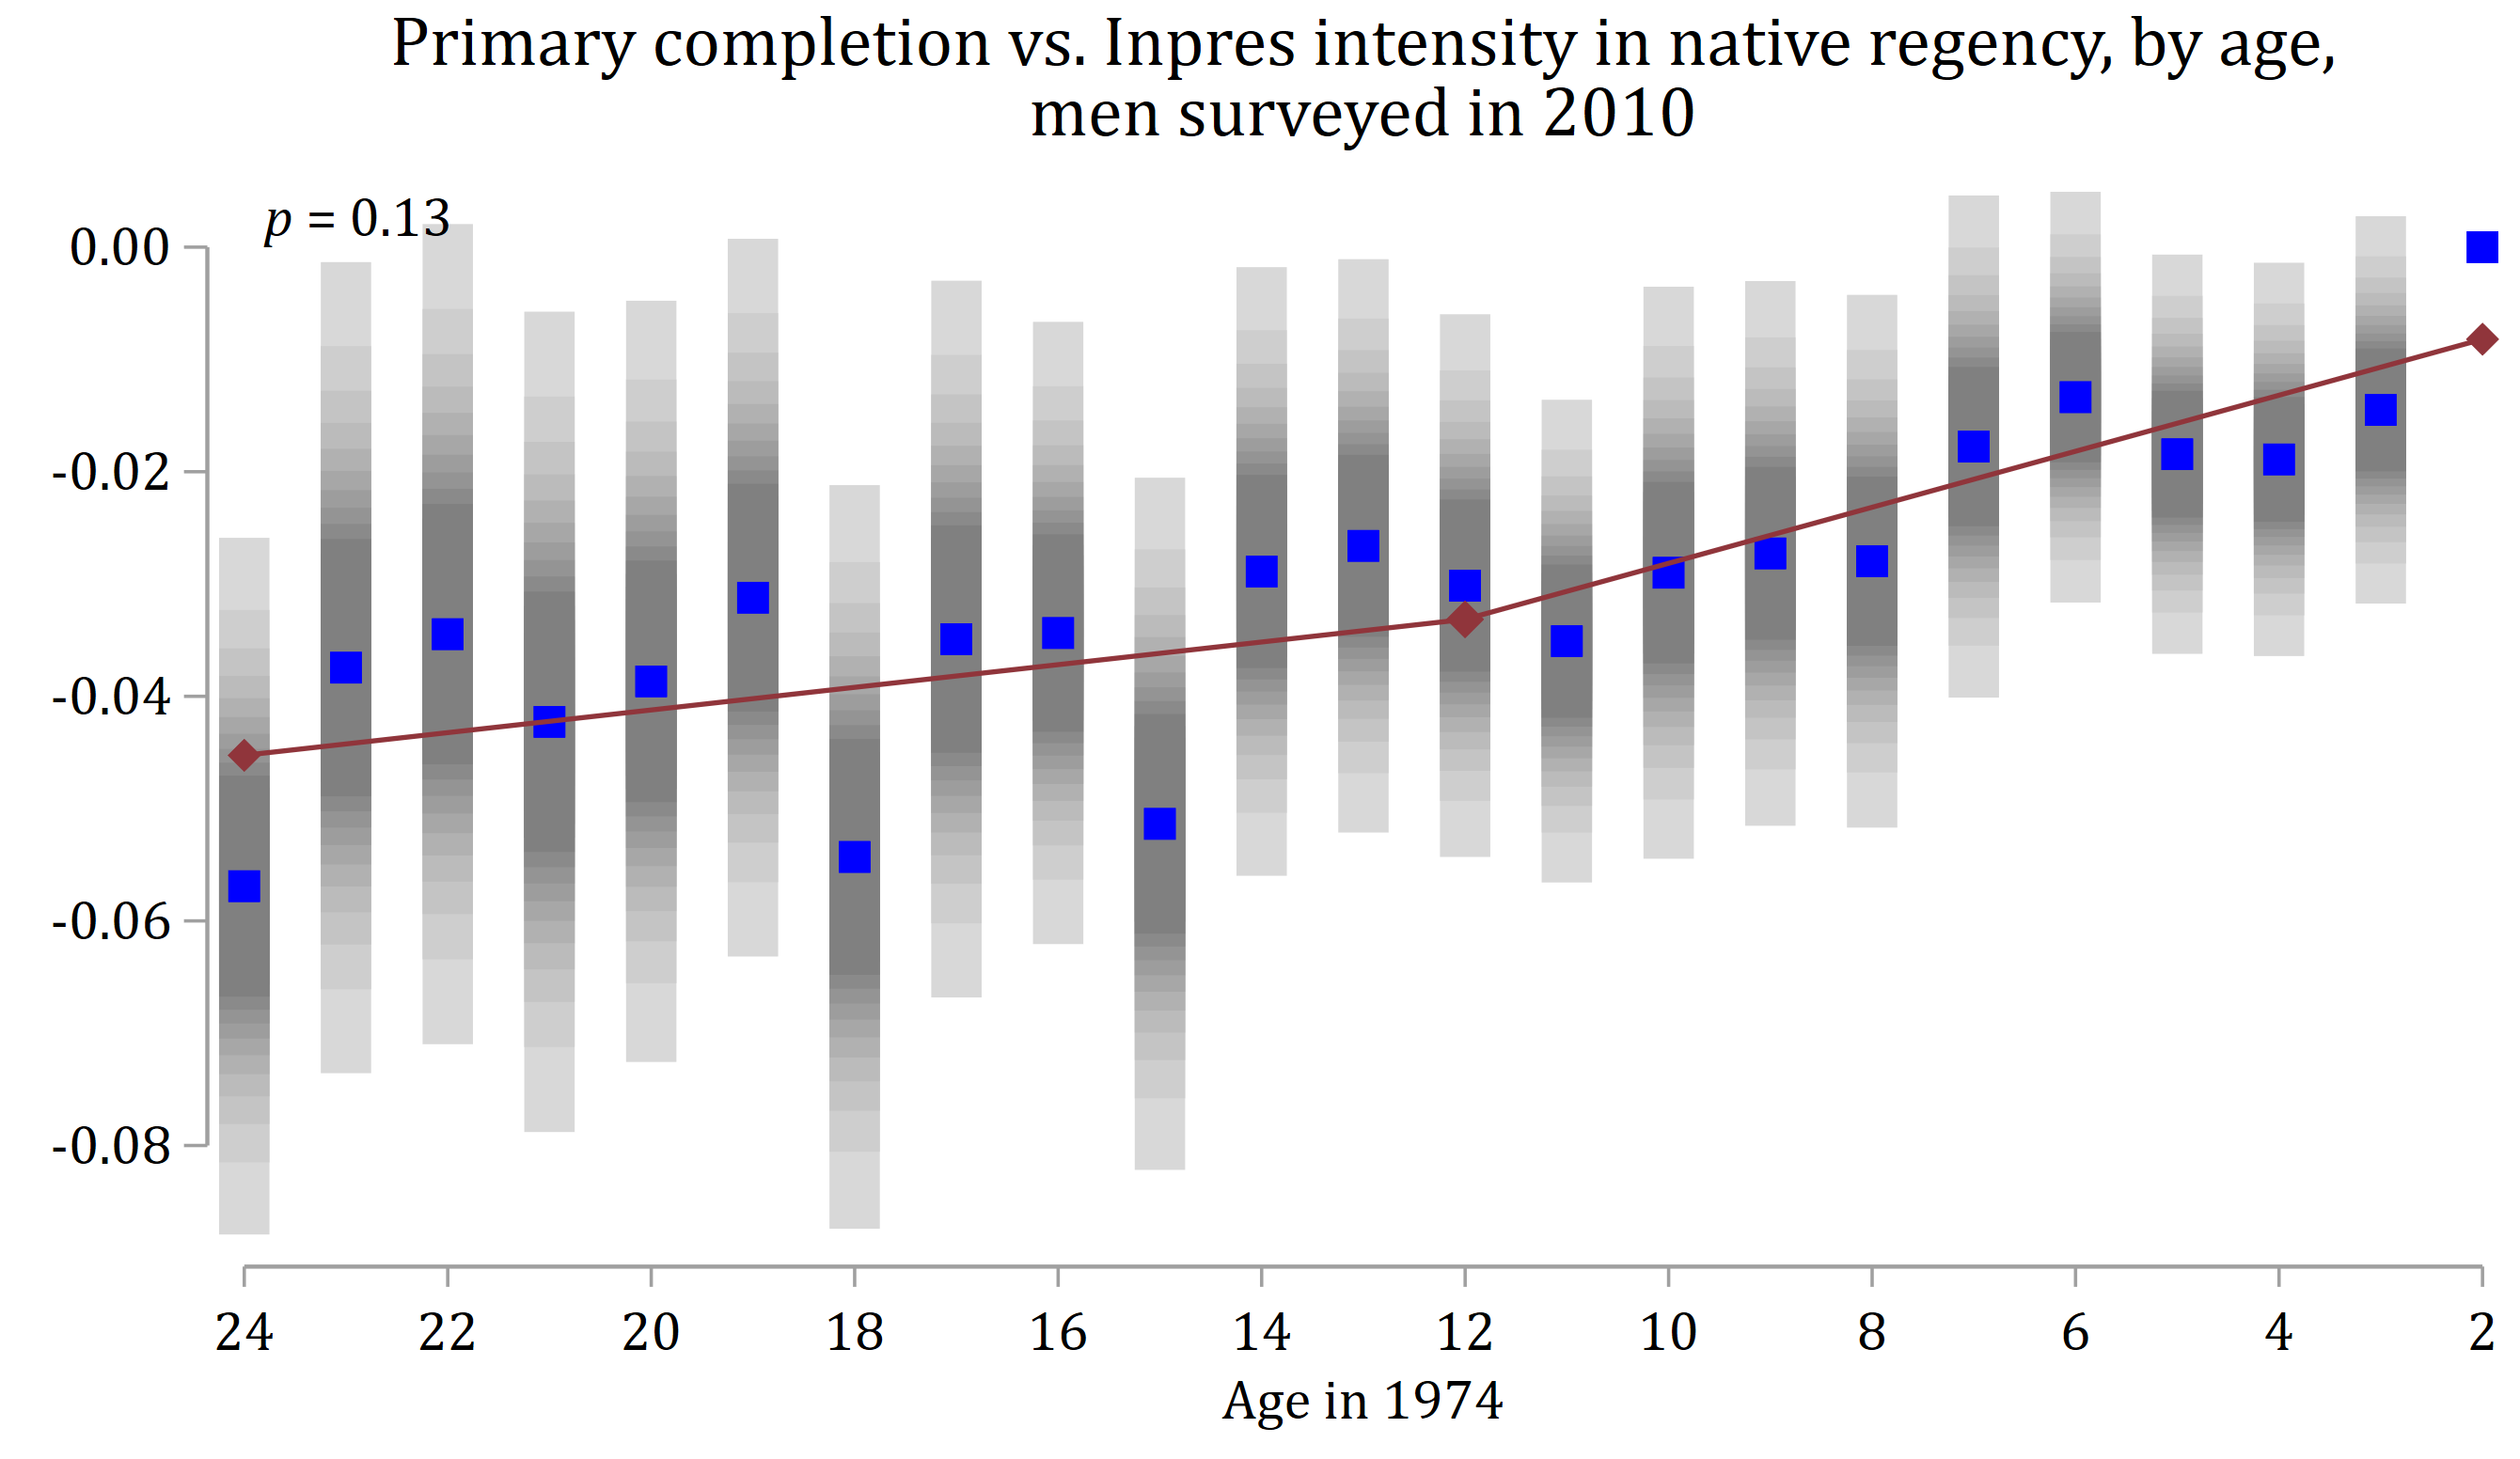 Primary completion vs. Inpres intensity in native regency, by age,
men surveyed in 2010
p = 0.13
0.00
-0.02
-0.04
-0.06
-0.08
24 22 20 18 16 14 12 10 8 6 4 2
Age in 1974